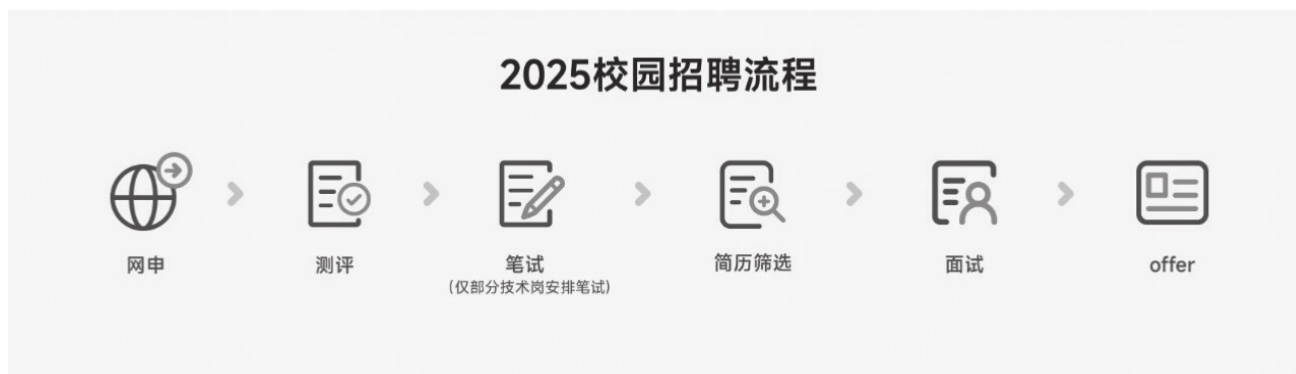 2025校园招聘流程
网申
测评
笔试
(仅部分技术岗安排笔试)
简历筛选
面试
offer